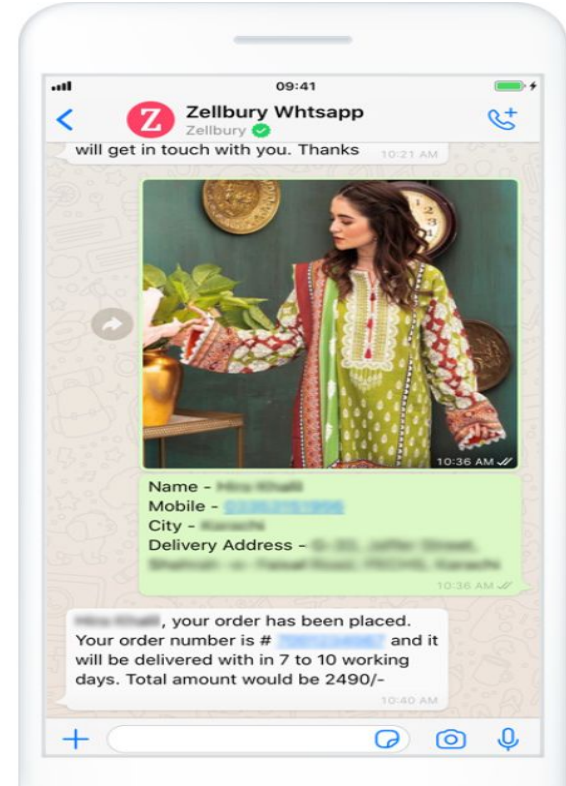 09:41
Z
Zellbury Whtsapp
Zellbury
will get in touch with you. Thanks 10:21 AM
10:36 AM
Name -
Mobile -
City -
Delivery Address -
10:36 AM
, your order has been placed.
Your order number is # and it
will be delivered with in 7 to 10 working
days. Total amount would be 2490/-
10:40 AM